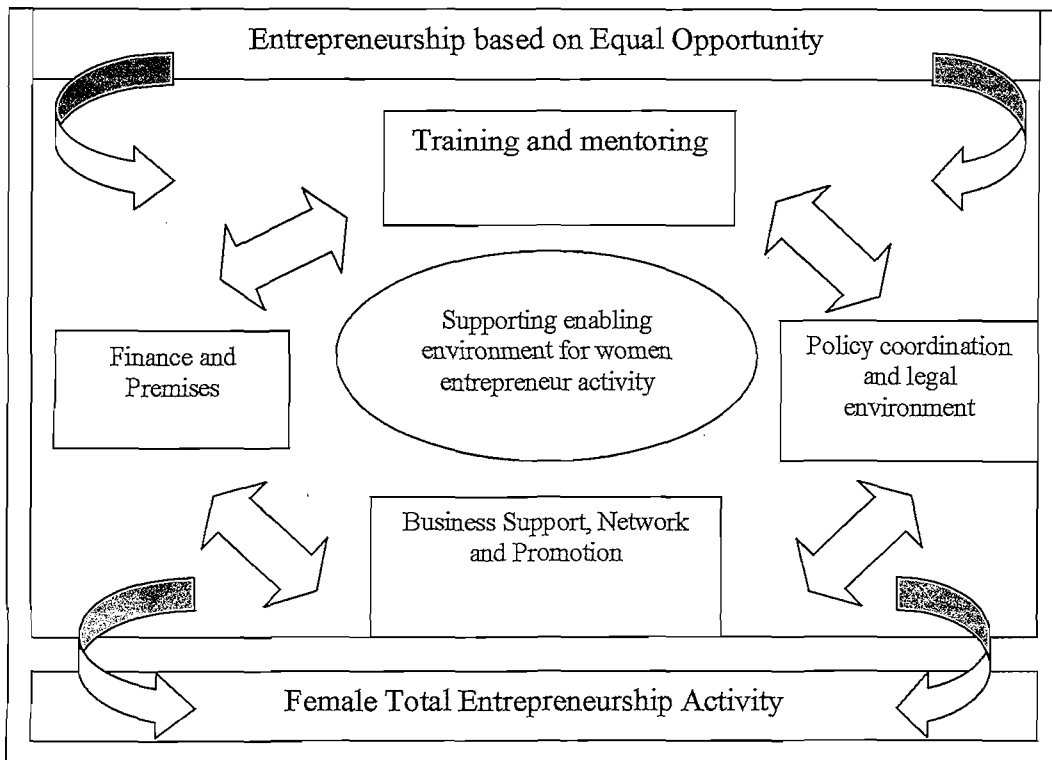 Entrepreneurship based on Equal Opportunity
Training and mentoring
Supporting enabling
environment for women
entrepreneur activity
Finance and
Premises
Policy coordination
and legal
environment
Business Support, Network
and Promotion
Female Total Entrepreneurship Activity